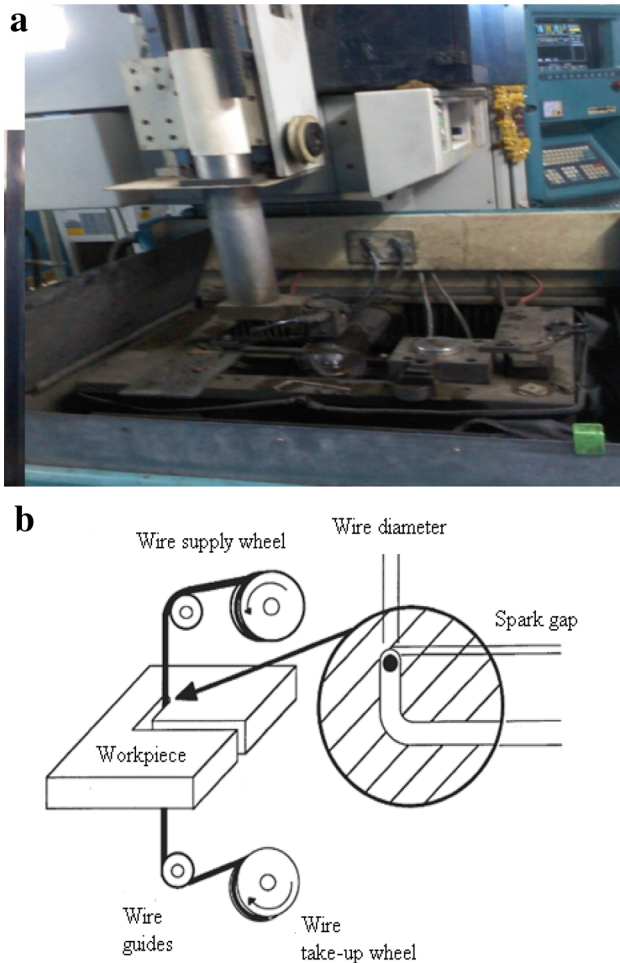 a
b
Wire supply wheel
Wire diameter
Spark gap
Workpiece
Wire
guides
Wire
take-up wheel